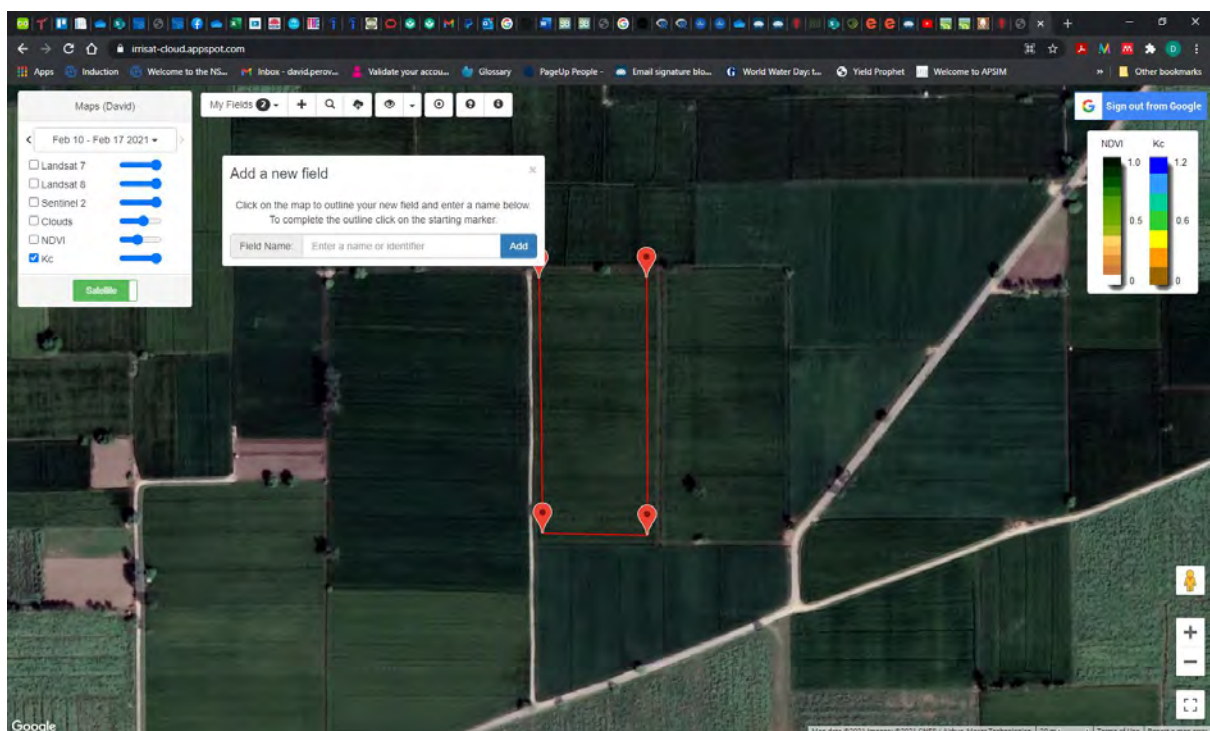 irrisat-cloud.appspot.com
Apps Induction Welcome to the NS... Inbox - david.perov... Validate your accou... Glossary PageUp People - Email signature blo... World Water Day: t... Yield Prophet Welcome to APSIM » Other bookmarks
Maps (David)
Feb 10 - Feb 17 2021
Landsat 7
Landsat 8
Sentinel 2
Clouds
NDVI
Kc
Satellite
My Fields 2
Add a new field
Click on the map to outline your new field and enter a name below.
To complete the outline click on the starting marker.
Field Name: Enter a name or identifier Add
Sign out from Google
NDVI Kc
1.0 1.2
0.5 0.6
0 0
Google